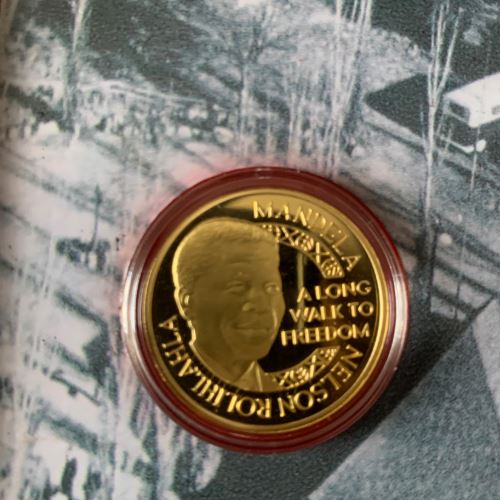 NELSON ROLIHLAHLA MANDELA
A LONG
WALK TO
FREEDOM